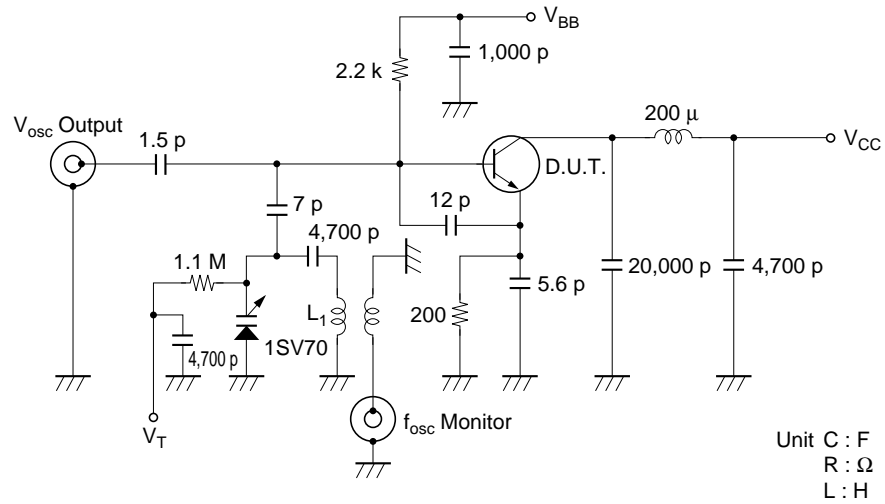 V_BB
1,000 p
2.2 k
V_osc Output
1.5 p
200 μ
V_CC
D.U.T.
7 p
12 p
4,700 p
1.1 M
20,000 p
4,700 p
5.6 p
L_1
200
1SV70
4,700 p
V_T
f_osc Monitor
Unit C : F
R : Ω
L : H